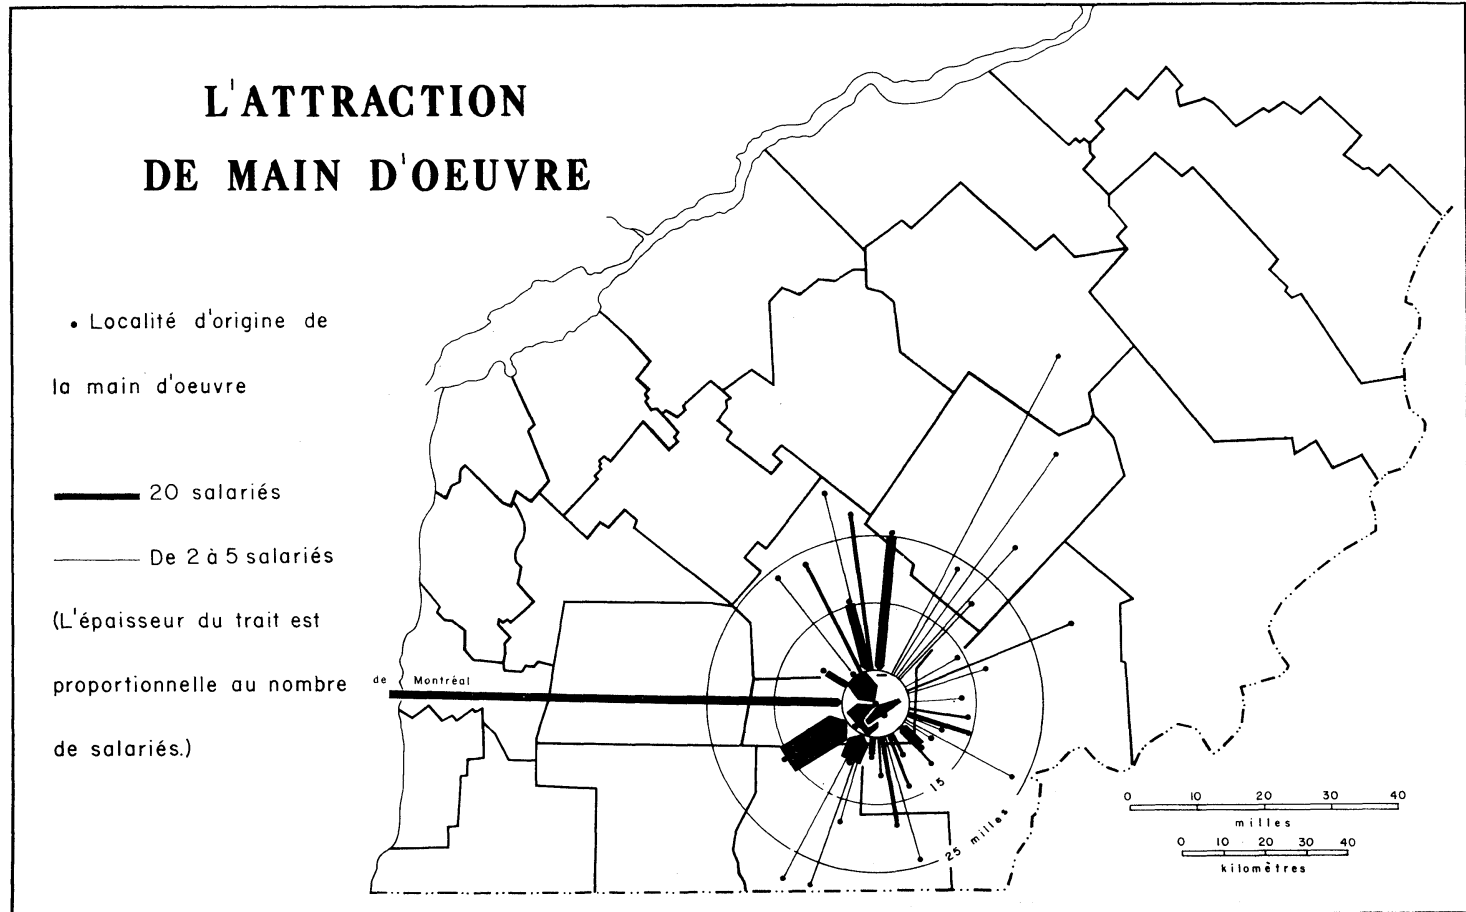 L'ATTRACTION
DE MAIN D'OEUVRE
• Localité d'origine de
la main d'oeuvre
20 salariés
De 2 à 5 salariés
(L'épaisseur du trait est
proportionnelle au nombre
de salariés.)
de Montréal
15
25 milles
0 10 20 30 40
milles
0 10 20 30 40
kilomètres